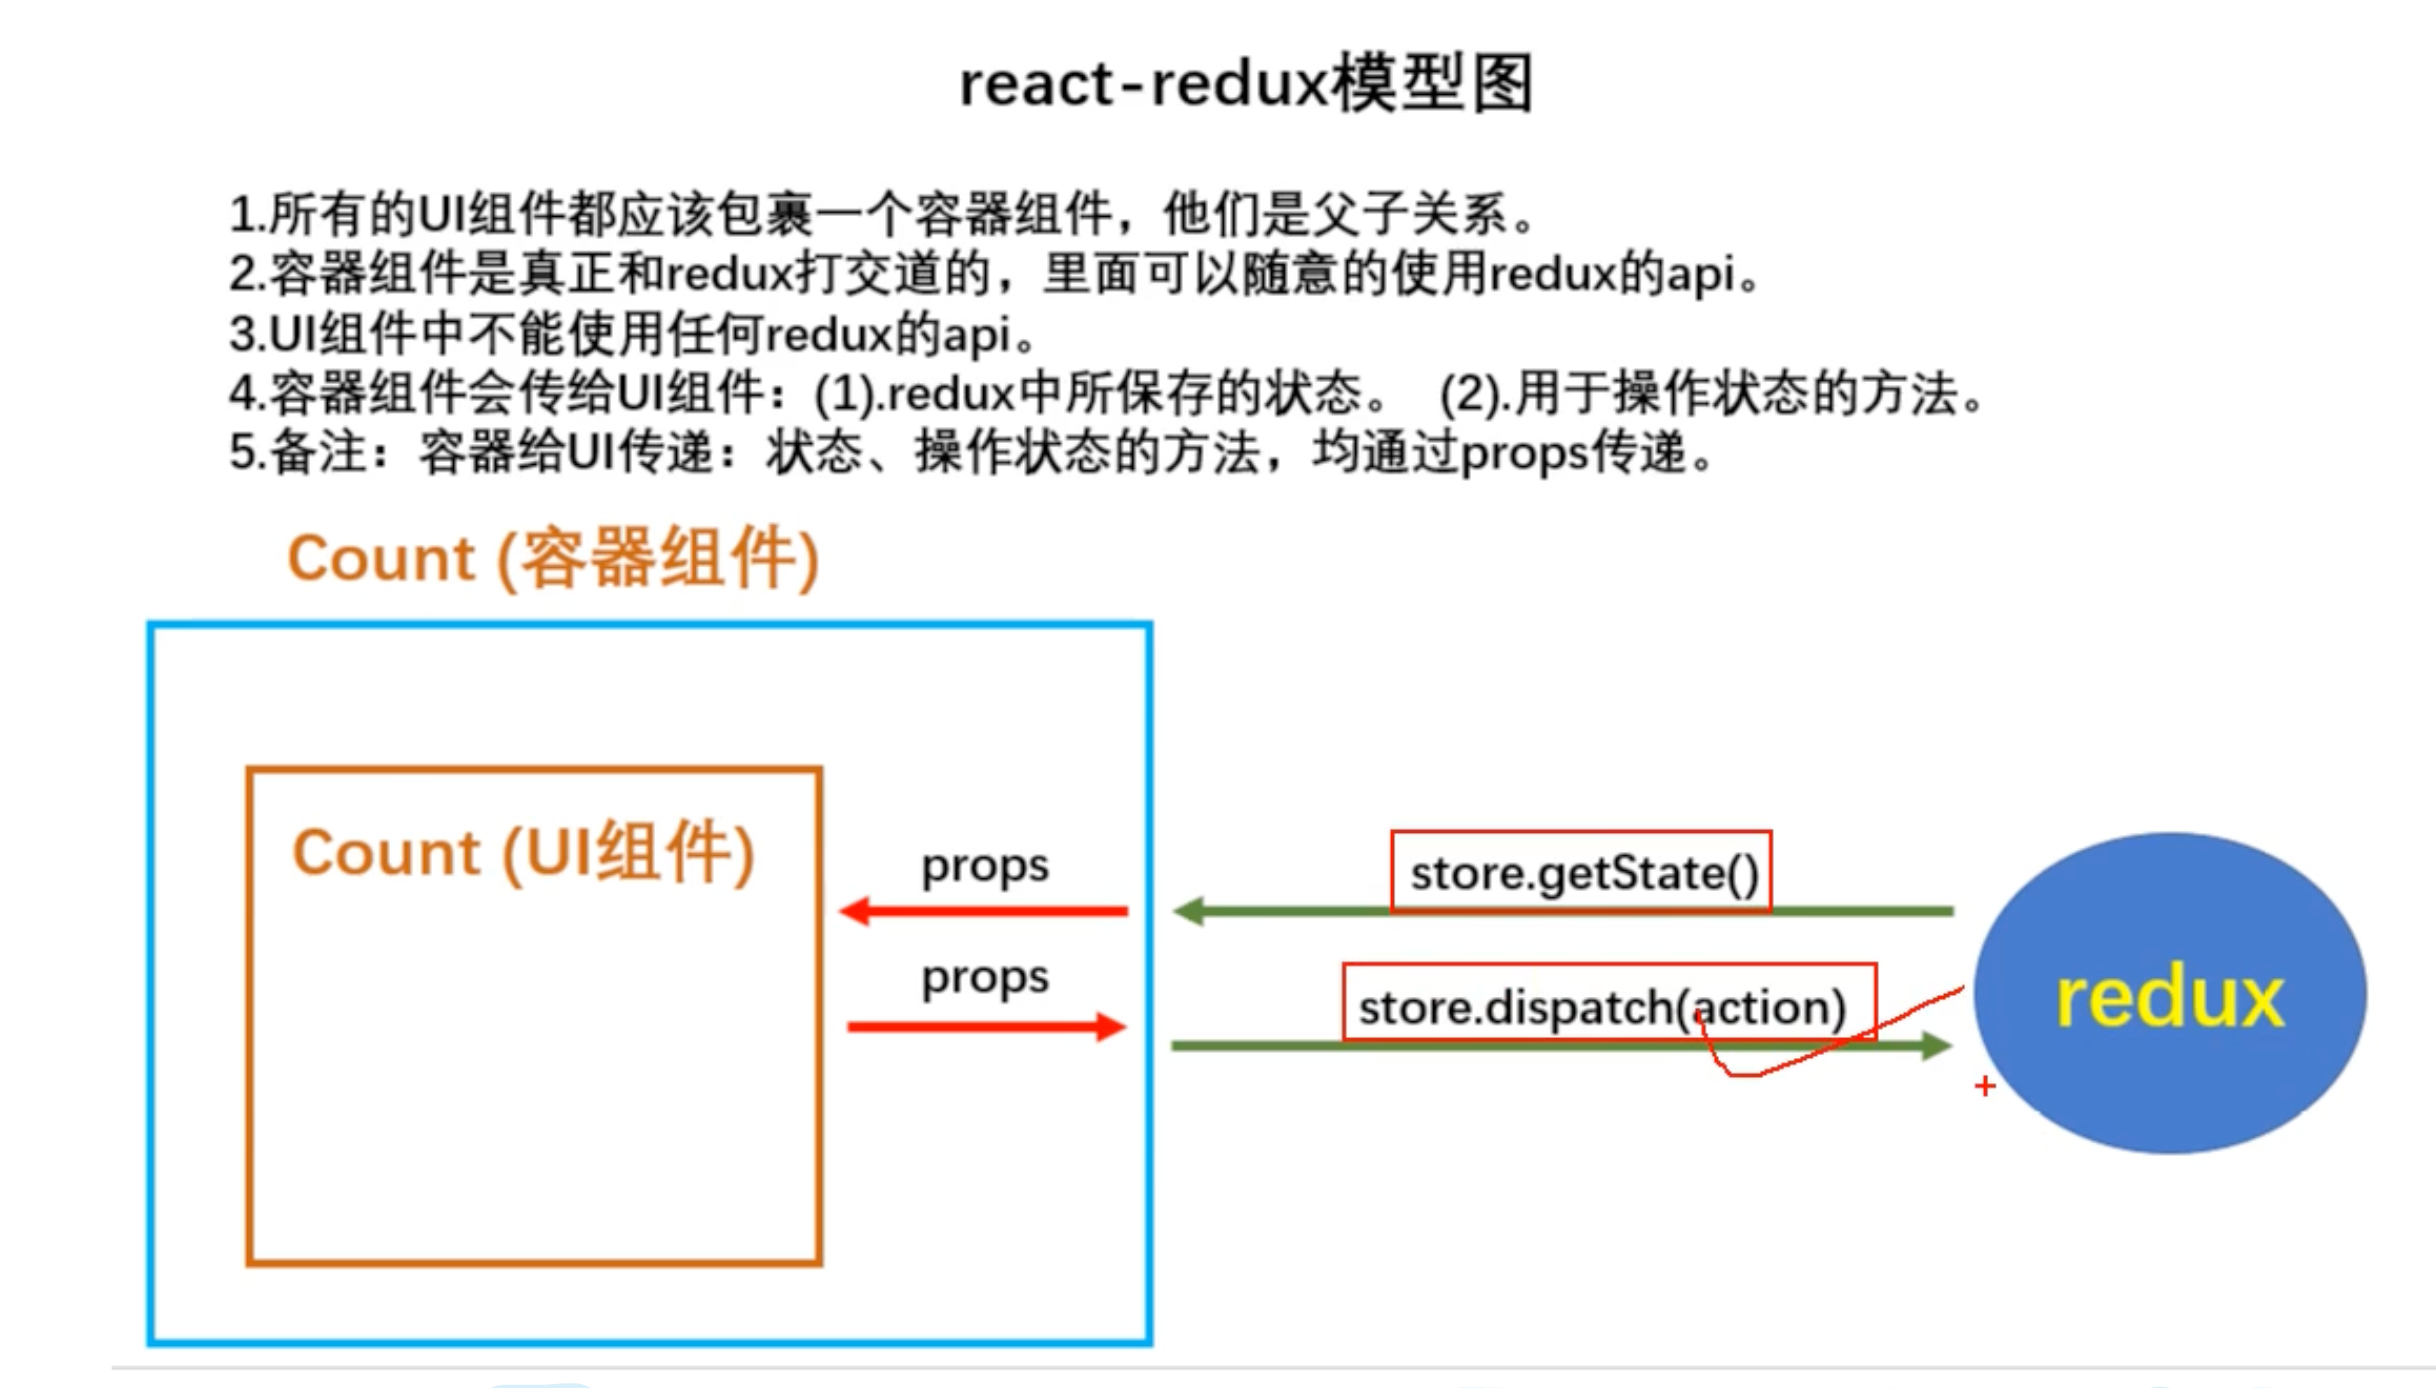 react-redux模型图
1.所有的UI组件都应该包裹一个容器组件，他们是父子关系。
2.容器组件是真正和redux打交道的，里面可以随意的使用redux的api。
3.UI组件中不能使用任何redux的api。
4.容器组件会传给UI组件：(1).redux中所保存的状态。 (2).用于操作状态的方法。
5.备注：容器给UI传递：状态、操作状态的方法，均通过props传递。
Count (容器组件)
Count (UI组件)
props
store.getState()
props
store.dispatch(action)
redux